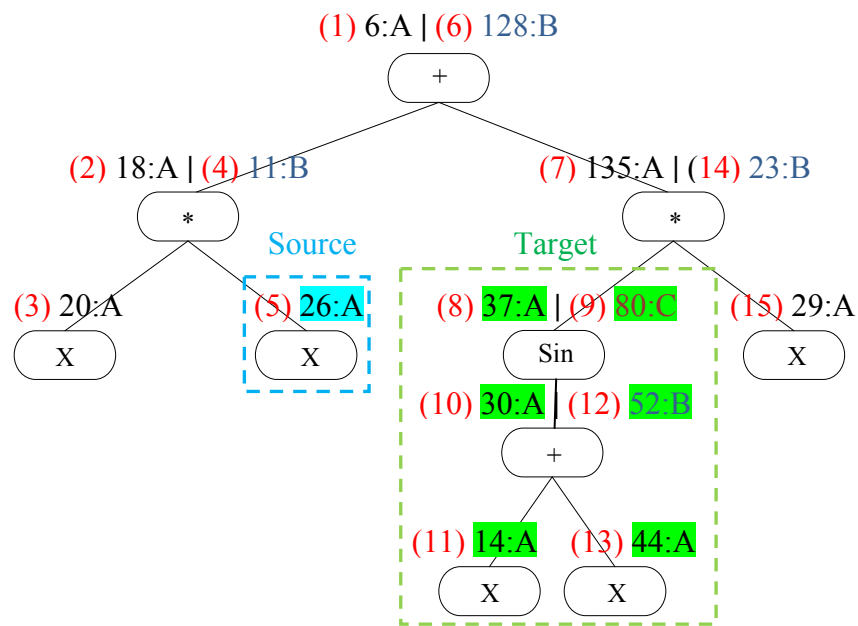 (1) 6:A | (6) 128:B
+
(2) 18:A | (4) 11:B
(7) 135:A | (14) 23:B
*
*
Source
Target
(3) 20:A
(5) 26:A
(8) 37:A | (9) 80:C
(15) 29:A
X
X
Sin
X
(10) 30:A | (12) 52:B
+
(11) 14:A
(13) 44:A
X
X